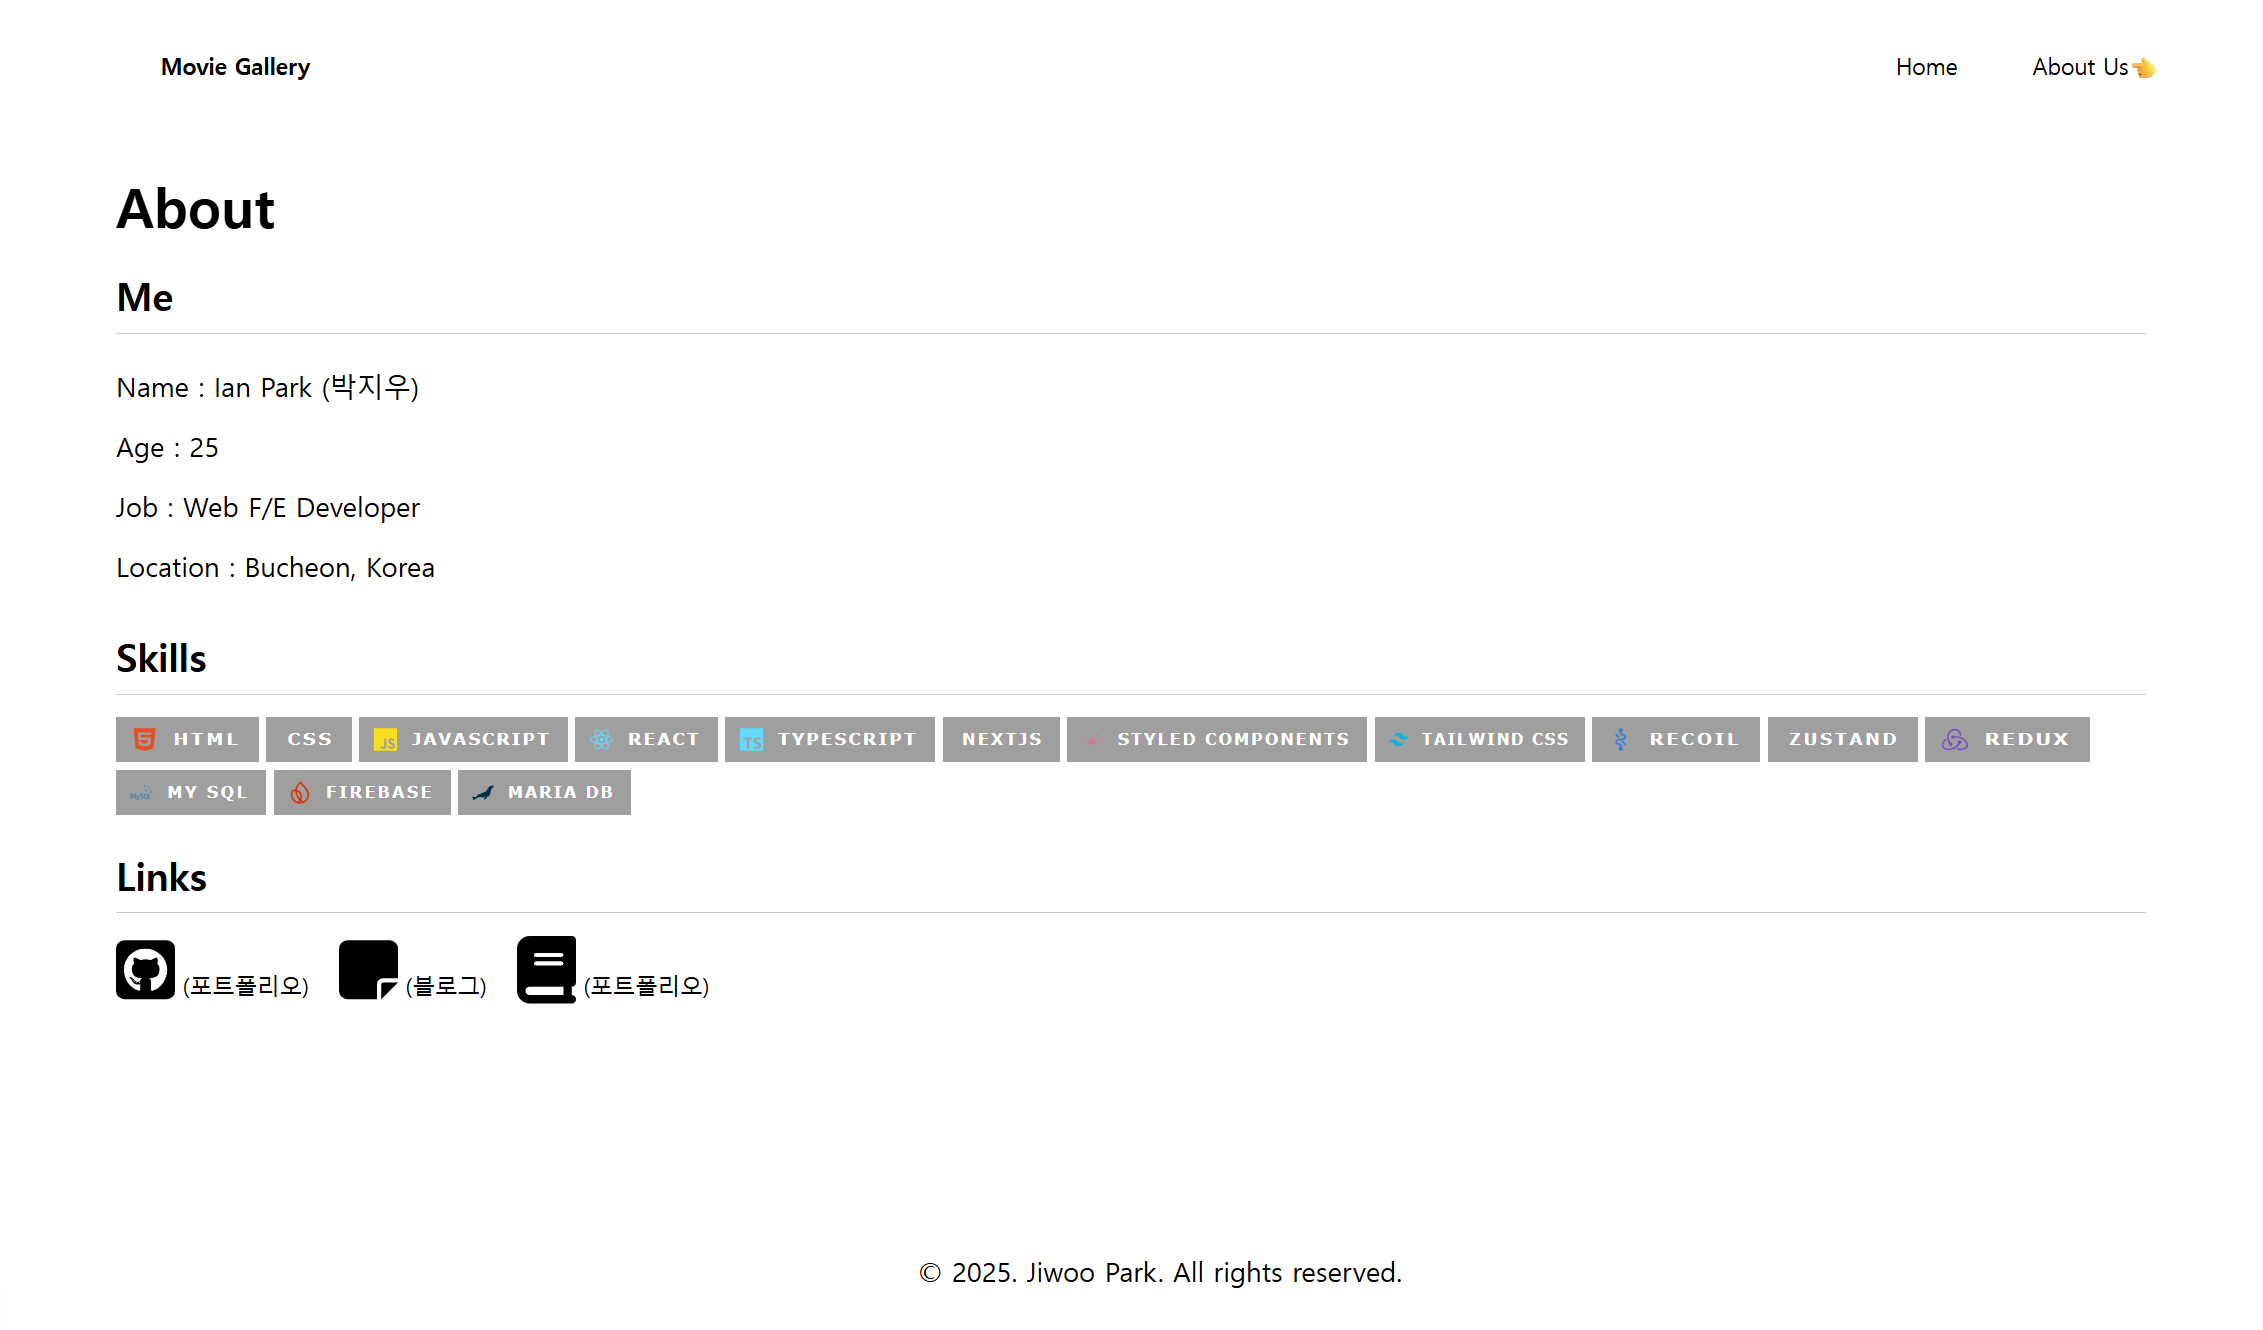 Movie Gallery Home About Us👈
About
Me
Name : Ian Park (박지우)
Age : 25
Job : Web F/E Developer
Location : Bucheon, Korea
Skills
HTML CSS JS JAVASCRIPT REACT TS TYPESCRIPT NEXTJS STYLED COMPONENTS TAILWIND CSS RECOIL ZUSTAND REDUX
MySQL MY SQL FIREBASE MARIA DB
Links
(포트폴리오) (블로그) (포트폴리오)
© 2025. Jiwoo Park. All rights reserved.